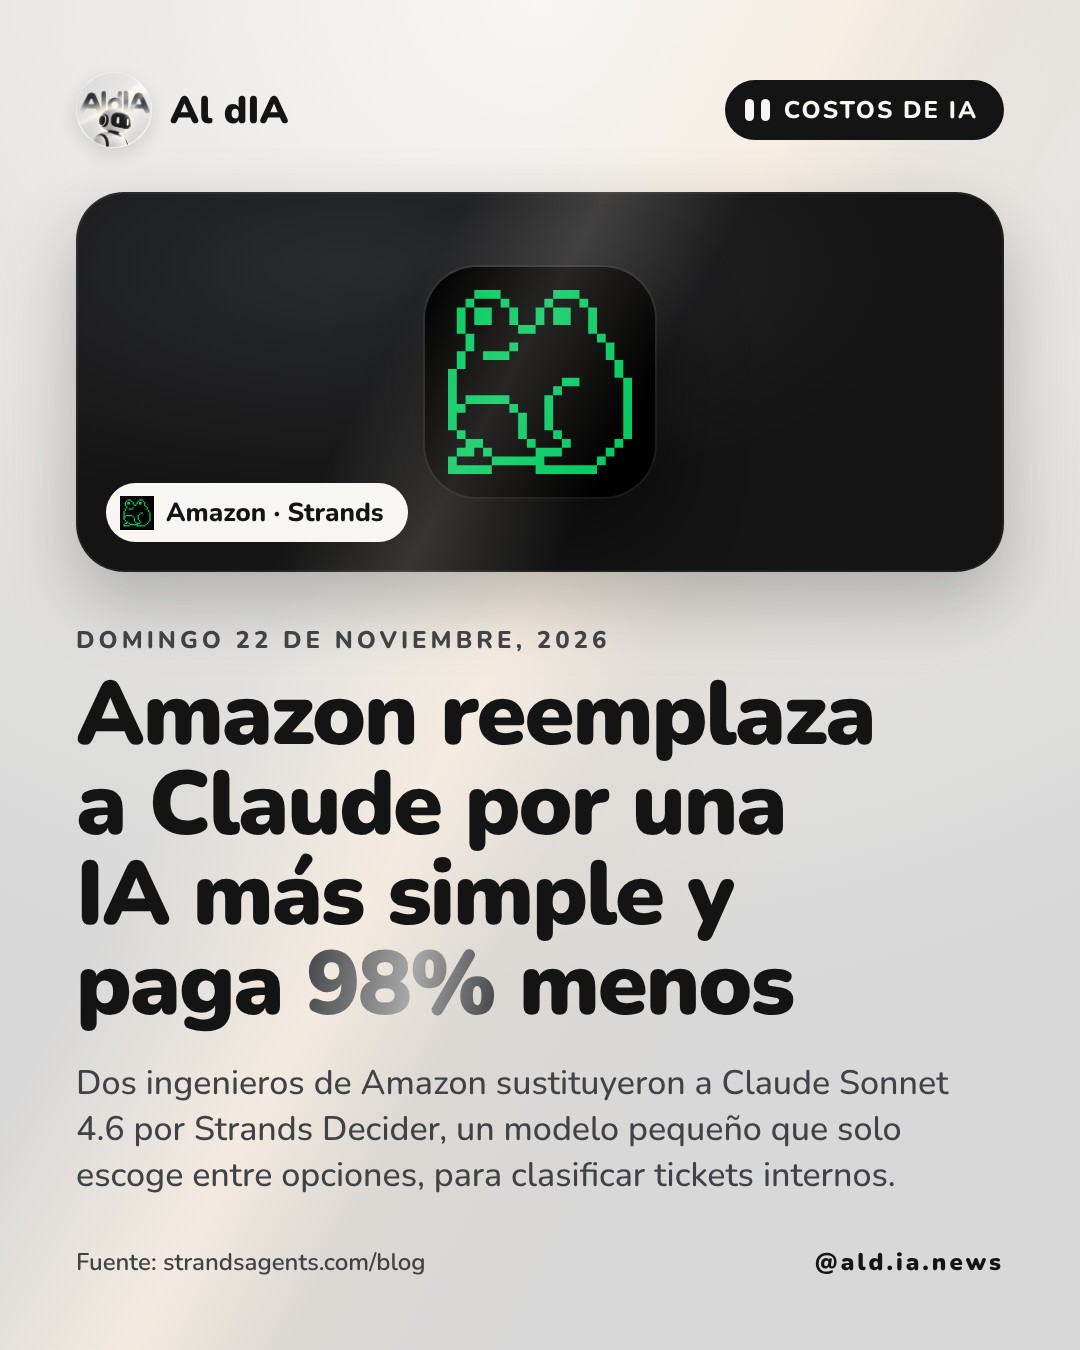 AldIA
Al dIA
COSTOS DE IA
Amazon · Strands
DOMINGO 22 DE NOVIEMBRE, 2026
Amazon reemplaza
a Claude por una
IA más simple y
paga 98% menos
Dos ingenieros de Amazon sustituyeron a Claude Sonnet
4.6 por Strands Decider, un modelo pequeño que solo
escoge entre opciones, para clasificar tickets internos.
Fuente: strandsagents.com/blog
@ald.ia.news